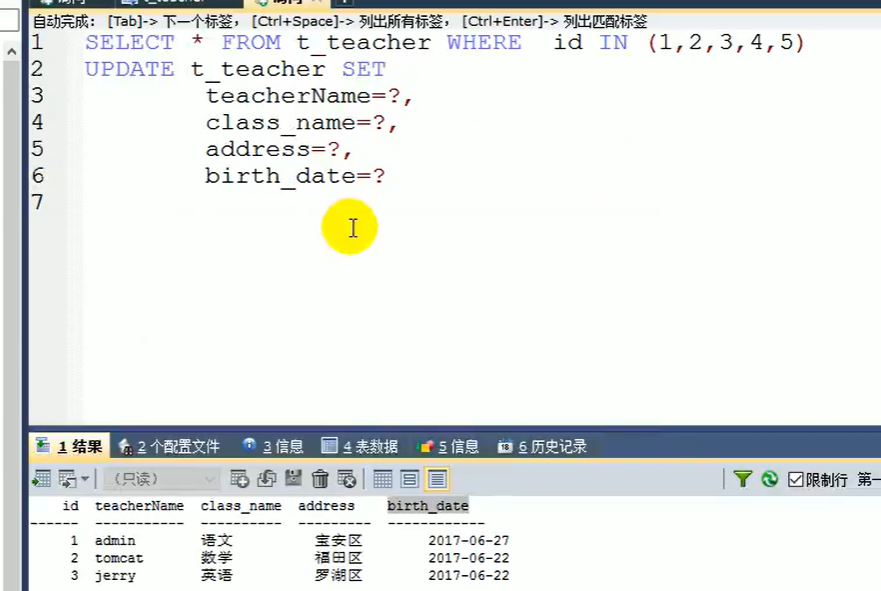 自动完成: [Tab]-> 下一个标签, [Ctrl+Space]-> 列出所有标签, [Ctrl+Enter]-> 列出匹配标签
1 SELECT * FROM t_teacher WHERE id IN (1,2,3,4,5)
2 UPDATE t_teacher SET
3 teacherName=?,
4 class_name=?,
5 address=?,
6 birth_date=?
7
1 结果 2 个配置文件 3 信息 4 表数据 5 信息 6 历史记录
(只读) 限制行 第一
id teacherName class_name address birth_date
------ ----------- ---------- --------- ------------
1 admin 语文 宝安区 2017-06-27
2 tomcat 数学 福田区 2017-06-22
3 jerry 英语 罗湖区 2017-06-22